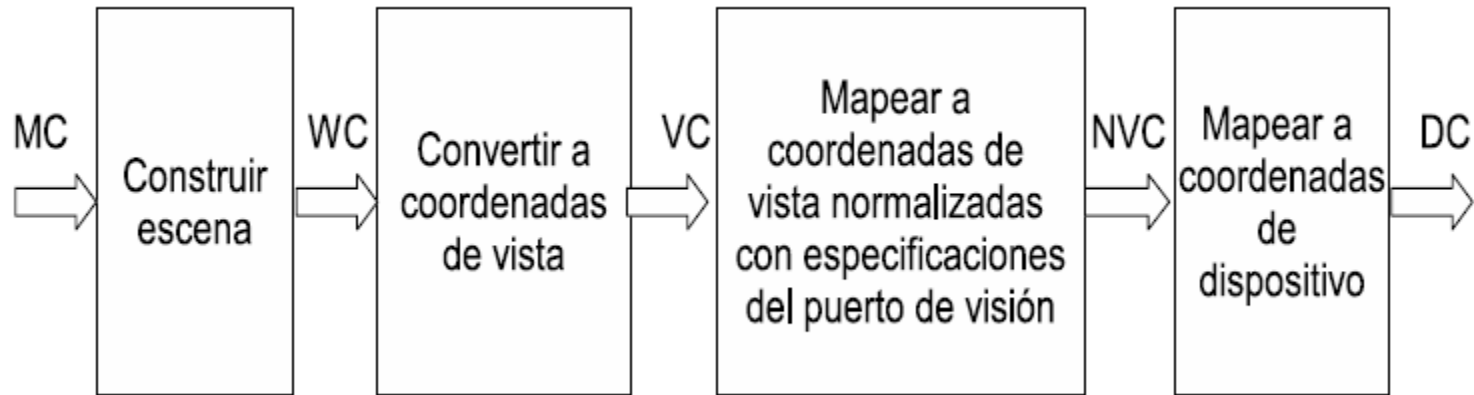 MC
Construir
escena
WC
Convertir a
coordenadas
de vista
VC
Mapear a
coordenadas de
vista normalizadas
con especificaciones
del puerto de visión
NVC
Mapear a
coordenadas
de
dispositivo
DC